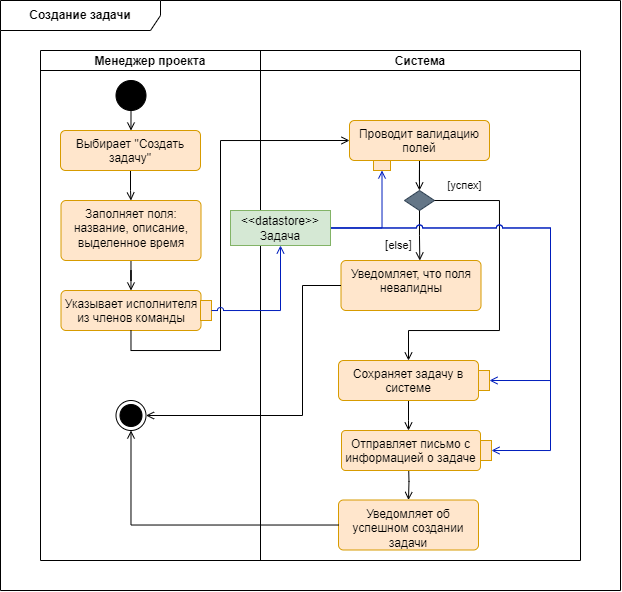 Создание задачи
Менеджер проекта
Система
Выбирает "Создать
задачу"
Заполняет поля:
название, описание,
выделенное время
Указывает исполнителя
из членов команды
<<datastore>>
Задача
Проводит валидацию
полей
[успех]
[else]
Уведомляет, что поля
невалидны
Сохраняет задачу в
системе
Отправляет письмо с
информацией о задаче
Уведомляет об
успешном создании
задачи